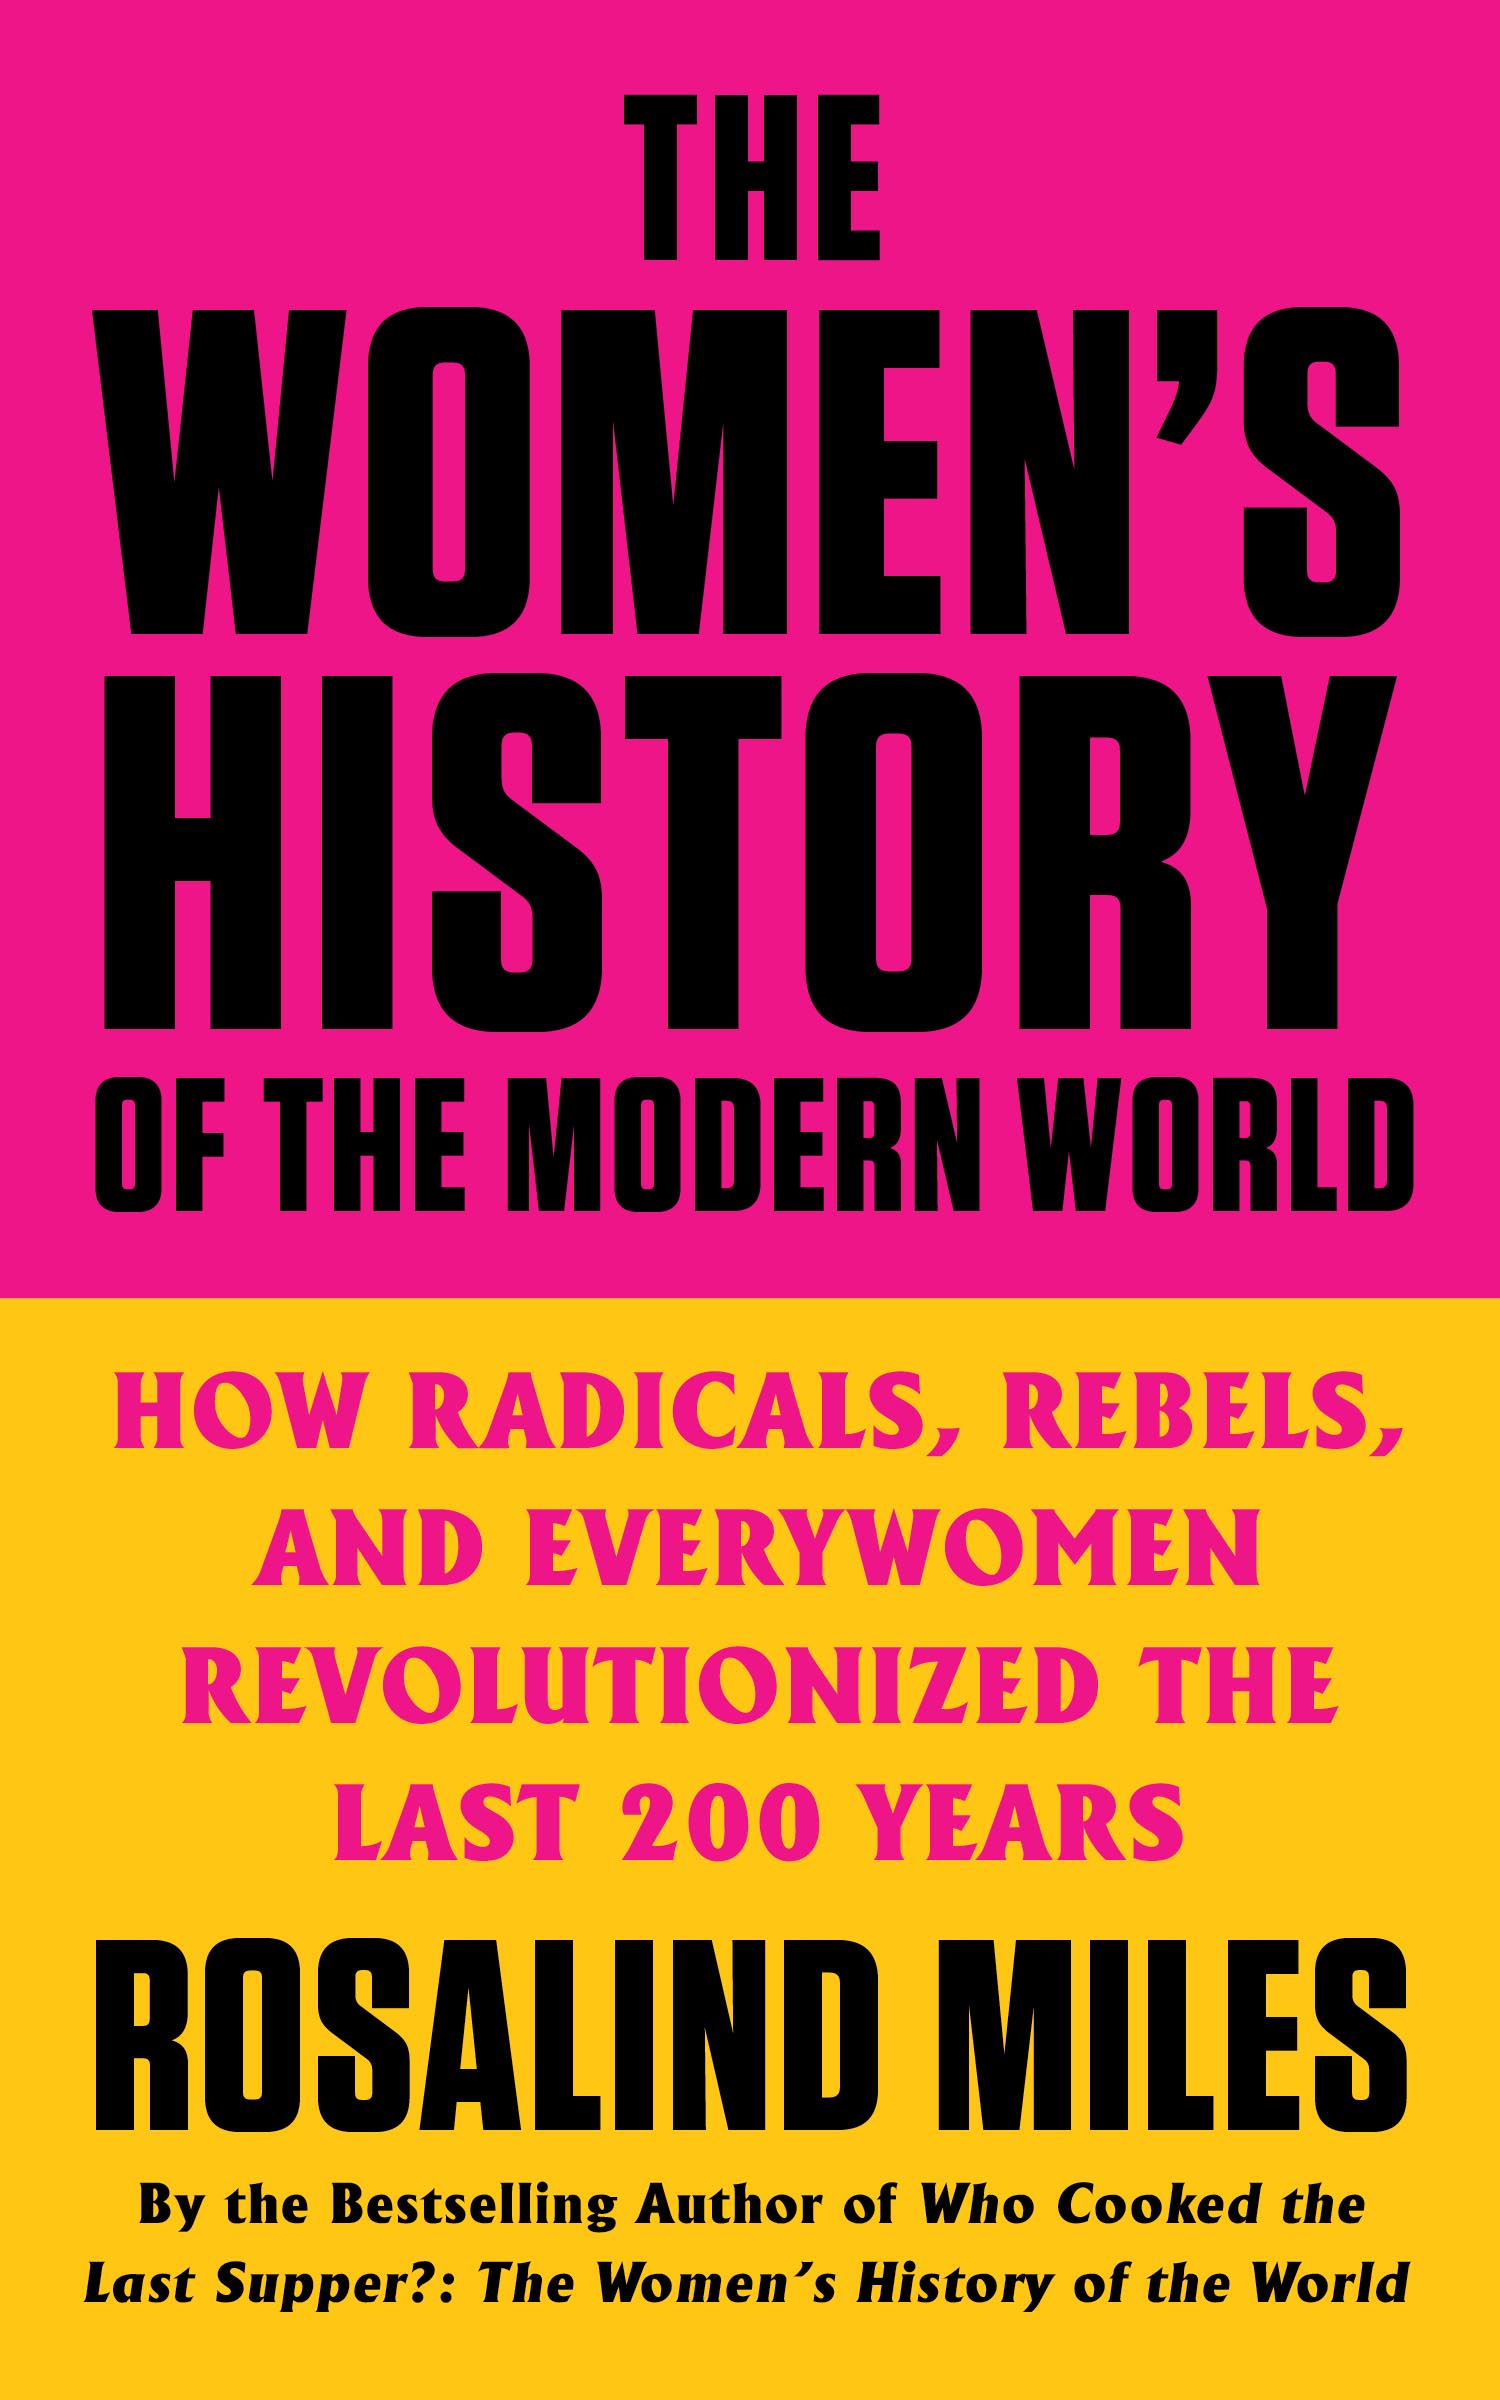 THE
WOMEN’S
HISTORY
OF THE MODERN WORLD
HOW RADICALS, REBELS,
AND EVERYWOMEN
REVOLUTIONIZED THE
LAST 200 YEARS
ROSALIND MILES
By the Bestselling Author of Who Cooked the
Last Supper?: The Women’s History of the World